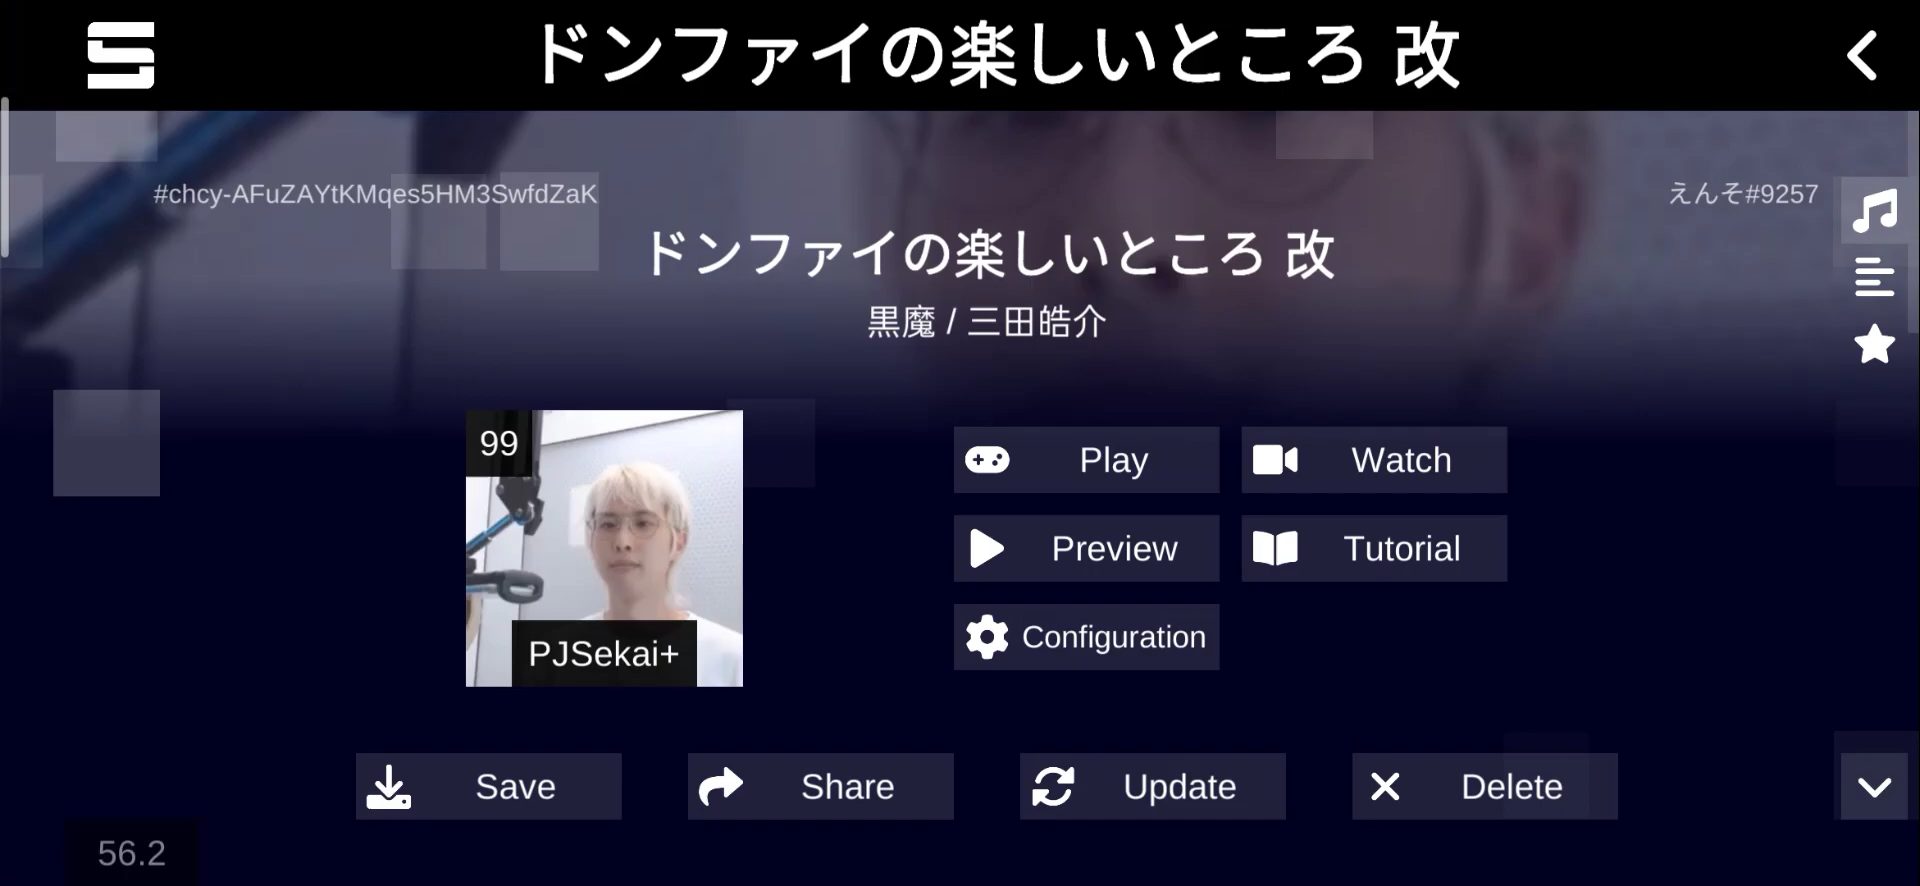 ドンファイの楽しいところ 改
#chcy-AFuZAYtKMqes5HM3SwfdZaK
えんそ#9257
ドンファイの楽しいところ 改
黒魔 / 三田皓介
99
PJSekai+
Play
Watch
Preview
Tutorial
Configuration
Save
Share
Update
Delete
56.2